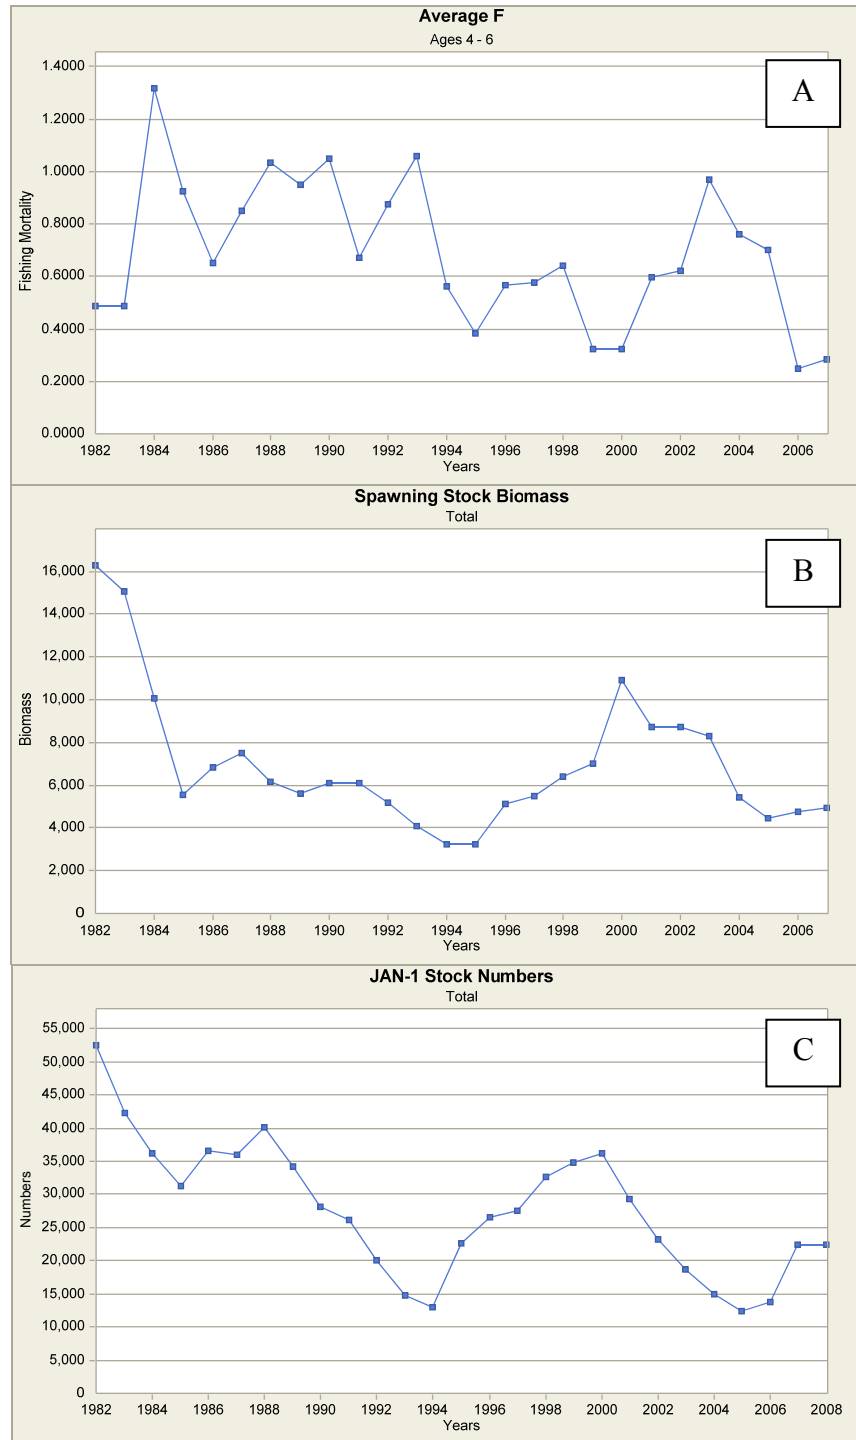 Average F
Ages 4 - 6
A
1.4000
1.2000
1.0000
0.8000
0.6000
0.4000
0.2000
0.0000
Fishing Mortality
1982 1984 1986 1988 1990 1992 1994 1996 1998 2000 2002 2004 2006
Years
Spawning Stock Biomass
Total
B
16,000
14,000
12,000
10,000
8,000
6,000
4,000
2,000
0
Biomass
1982 1984 1986 1988 1990 1992 1994 1996 1998 2000 2002 2004 2006
Years
JAN-1 Stock Numbers
Total
C
55,000
50,000
45,000
40,000
35,000
30,000
25,000
20,000
15,000
10,000
5,000
0
Numbers
1982 1984 1986 1988 1990 1992 1994 1996 1998 2000 2002 2004 2006 2008
Years